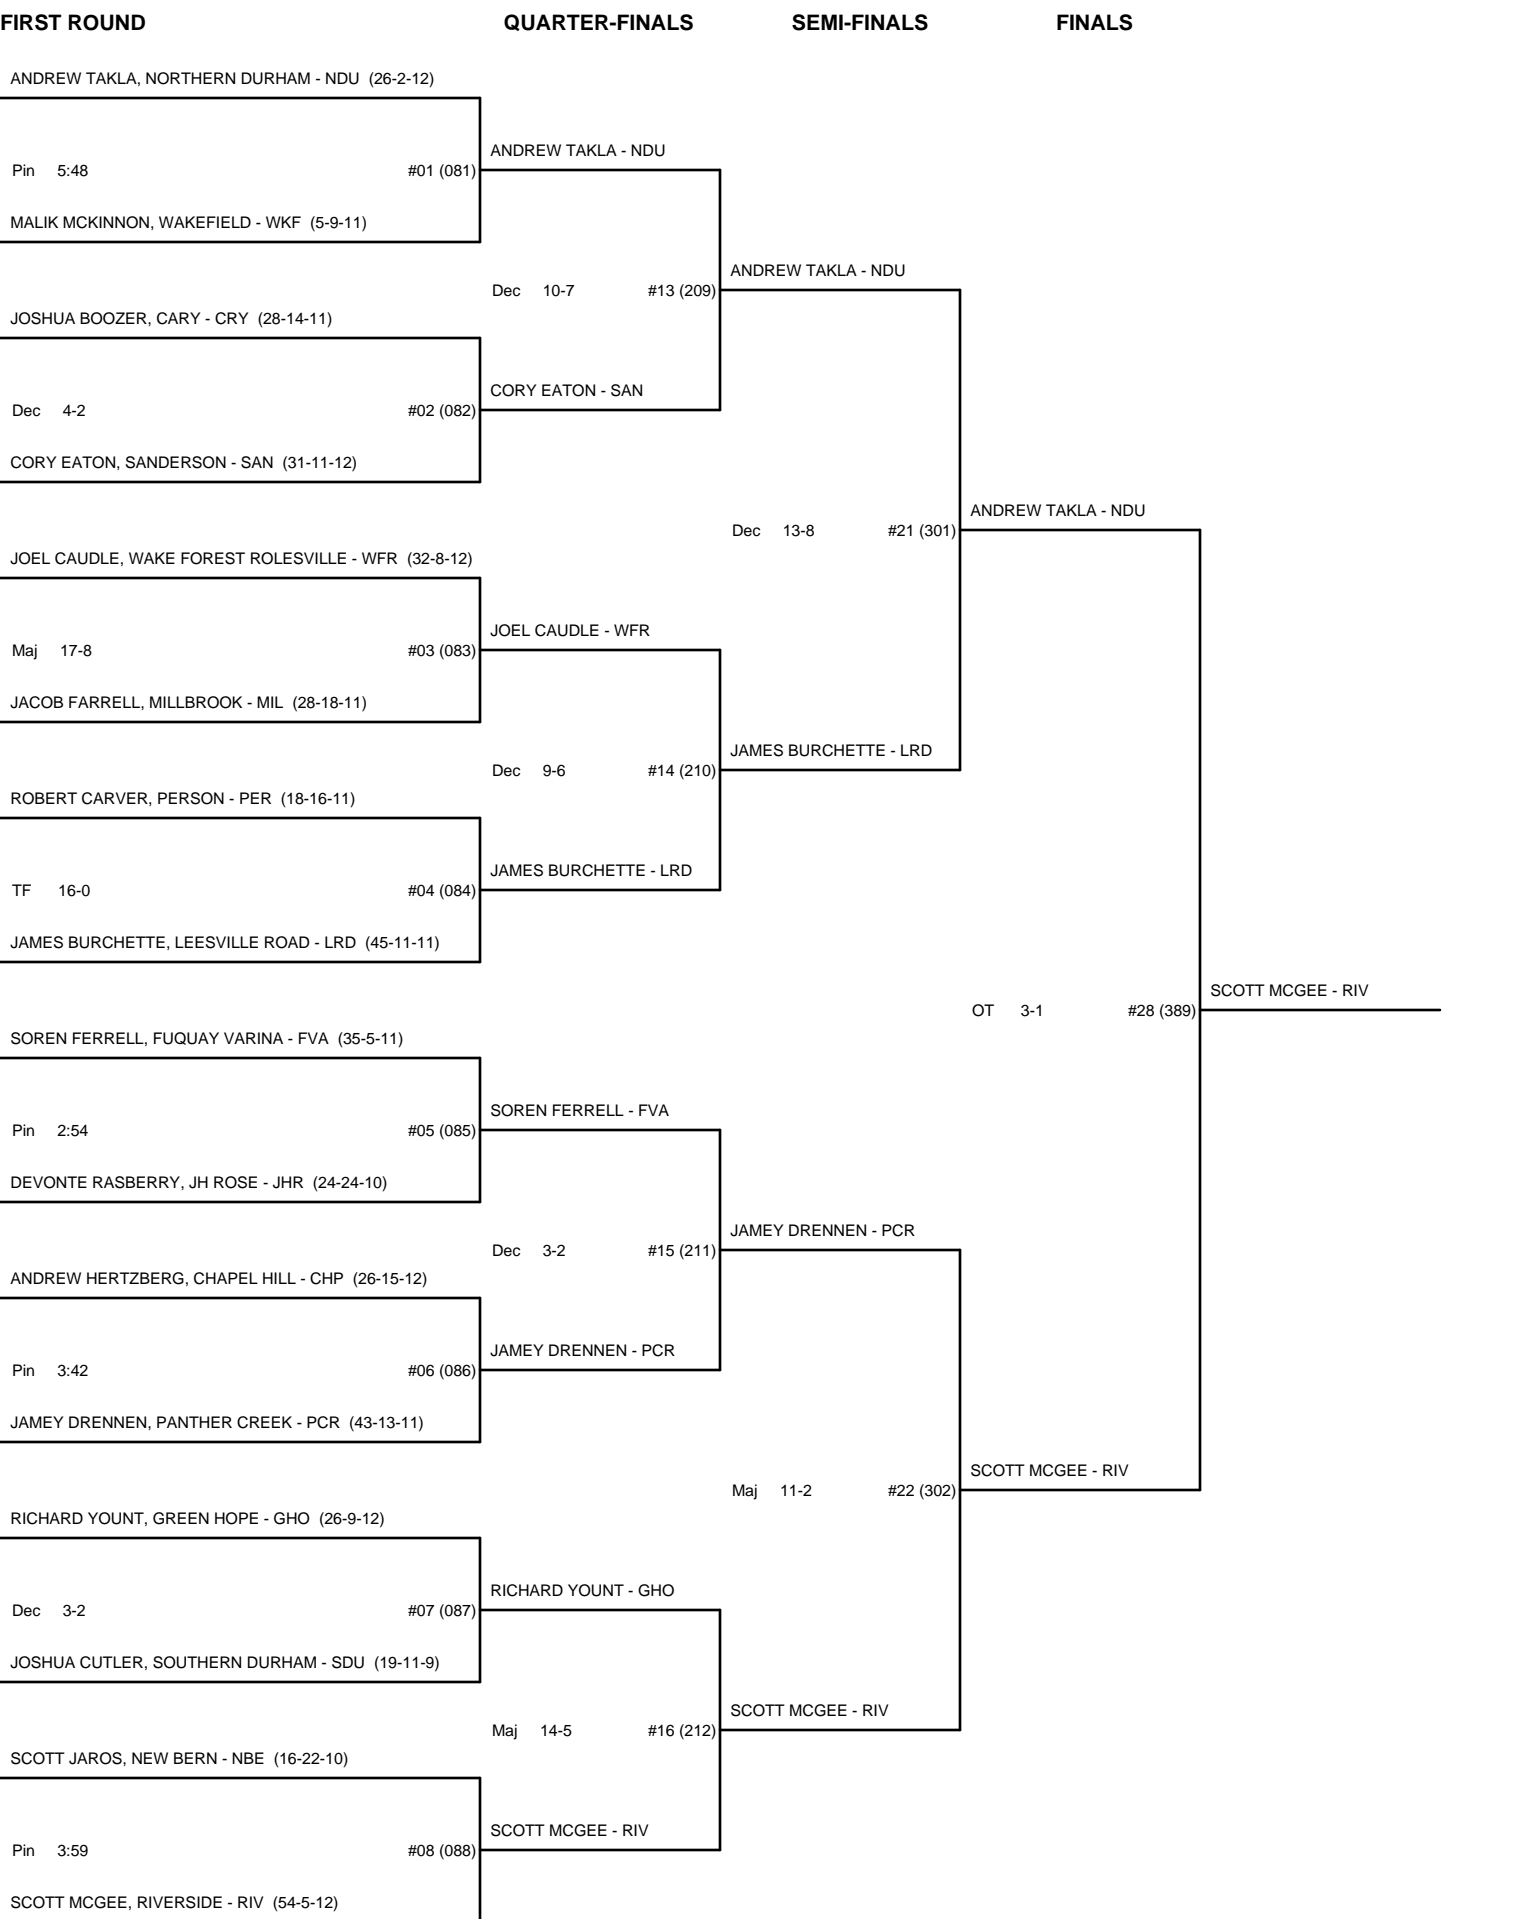 FIRST ROUND QUARTER-FINALS SEMI-FINALS FINALS
ANDREW TAKLA, NORTHERN DURHAM - NDU (26-2-12)
ANDREW TAKLA - NDU
Pin 5:48 #01 (081)
MALIK MCKINNON, WAKEFIELD - WKF (5-9-11)
ANDREW TAKLA - NDU
Dec 10-7 #13 (209)
JOSHUA BOOZER, CARY - CRY (28-14-11)
CORY EATON - SAN
Dec 4-2 #02 (082)
CORY EATON, SANDERSON - SAN (31-11-12)
ANDREW TAKLA - NDU
Dec 13-8 #21 (301)
JOEL CAUDLE, WAKE FOREST ROLESVILLE - WFR (32-8-12)
JOEL CAUDLE - WFR
Maj 17-8 #03 (083)
JACOB FARRELL, MILLBROOK - MIL (28-18-11)
JAMES BURCHETTE - LRD
Dec 9-6 #14 (210)
ROBERT CARVER, PERSON - PER (18-16-11)
JAMES BURCHETTE - LRD
TF 16-0 #04 (084)
JAMES BURCHETTE, LEESVILLE ROAD - LRD (45-11-11)
SCOTT MCGEE - RIV
OT 3-1 #28 (389)
SOREN FERRELL, FUQUAY VARINA - FVA (35-5-11)
SOREN FERRELL - FVA
Pin 2:54 #05 (085)
DEVONTE RASBERRY, JH ROSE - JHR (24-24-10)
JAMEY DRENNEN - PCR
Dec 3-2 #15 (211)
ANDREW HERTZBERG, CHAPEL HILL - CHP (26-15-12)
JAMEY DRENNEN - PCR
Pin 3:42 #06 (086)
JAMEY DRENNEN, PANTHER CREEK - PCR (43-13-11)
SCOTT MCGEE - RIV
Maj 11-2 #22 (302)
RICHARD YOUNT, GREEN HOPE - GHO (26-9-12)
RICHARD YOUNT - GHO
Dec 3-2 #07 (087)
JOSHUA CUTLER, SOUTHERN DURHAM - SDU (19-11-9)
SCOTT MCGEE - RIV
Maj 14-5 #16 (212)
SCOTT JAROS, NEW BERN - NBE (16-22-10)
SCOTT MCGEE - RIV
Pin 3:59 #08 (088)
SCOTT MCGEE, RIVERSIDE - RIV (54-5-12)